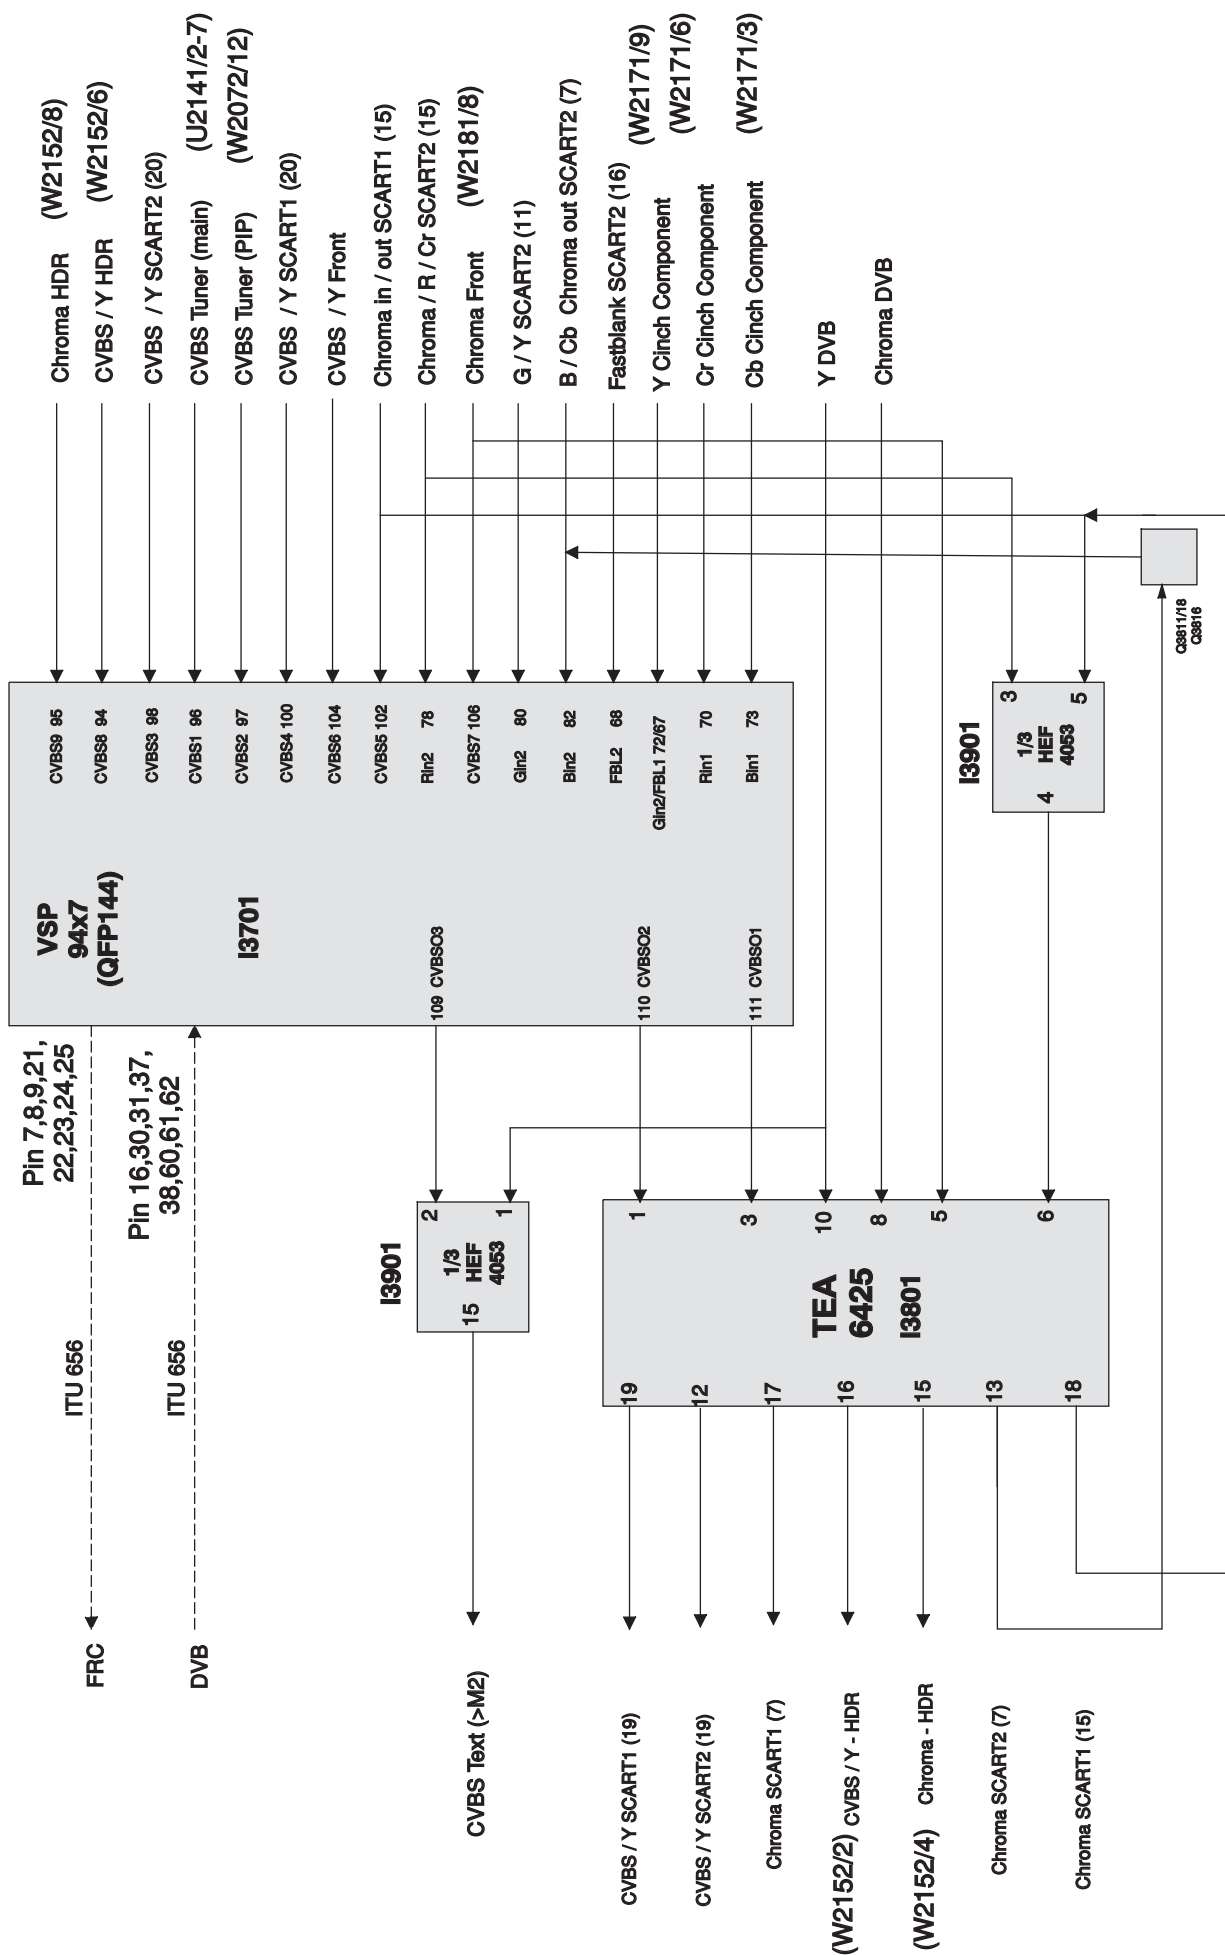 Chroma HDR (W2152/8)
CVBS / Y HDR (W2152/6)
CVBS / Y SCART2 (20)
CVBS Tuner (main) (U2141/2-7)
CVBS Tuner (PIP) (W2072/12)
CVBS / Y SCART1 (20)
CVBS / Y Front
Chroma in / out SCART1 (15)
Chroma / R / Cr SCART2 (15)
Chroma Front (W2181/8)
G / Y SCART2 (11)
B / Cb Chroma out SCART2 (7)
Fastblank SCART2 (16)
Y Cinch Component (W2171/9)
Cr Cinch Component (W2171/6)
Cb Cinch Component (W2171/3)
Y DVB
Chroma DVB
CVBS9 95
CVBS8 94
CVBS3 98
CVBS1 96
CVBS2 97
CVBS4 100
CVBS6 104
CVBS5 102
Rin2 78
CVBS7 106
Gin2 80
Bin2 82
FBL2 68
Gin2/FBL1 72/67
Rin1 70
Bin1 73
VSP
94x7
(QFP144)
I3701
109 CVBSO3
110 CVBSO2
111 CVBSO1
Q3811/18
Q3816
I3901
1/3
HEF
4053
3
5
4
Pin 7,8,9,21,
22,23,24,25
Pin 16,30,31,37,
38,60,61,62
ITU 656
ITU 656
FRC
DVB
I3901
1/3
HEF
4053
2
1
15
CVBS Text (>M2)
TEA
6425
I3801
1
3
10
8
5
6
19
12
17
16
15
13
18
CVBS / Y SCART1 (19)
CVBS / Y SCART2 (19)
Chroma SCART1 (7)
(W2152/2) CVBS / Y - HDR
(W2152/4) Chroma - HDR
Chroma SCART2 (7)
Chroma SCART1 (15)